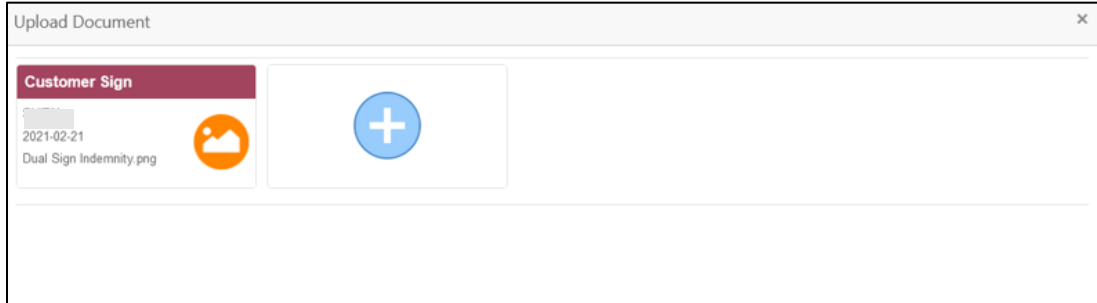 Upload Document
×
Customer Sign
2021-02-21
Dual Sign Indemnity.png